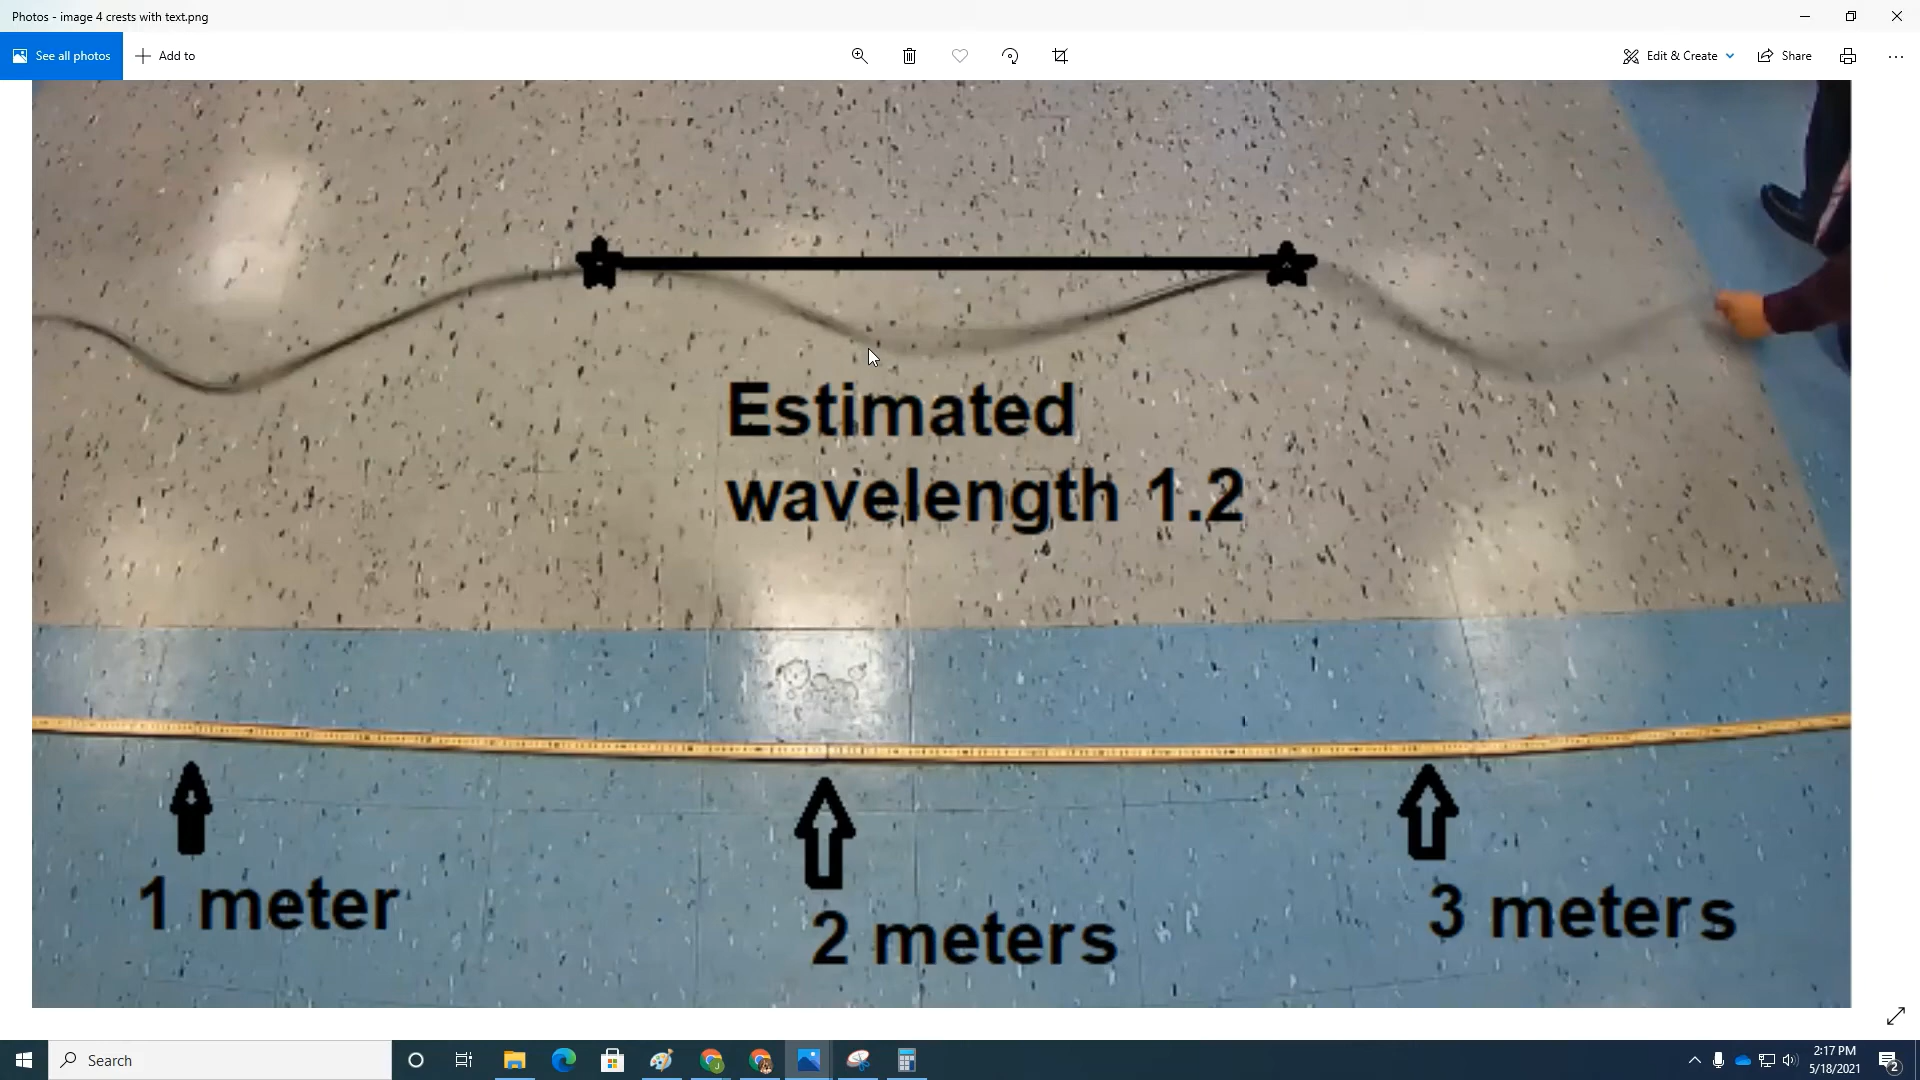 Photos - image 4 crests with text.png
See all photos
Add to
Edit & Create
Share
Estimated
wavelength 1.2
1 meter
2 meters
3 meters
Search
2:17 PM
5/18/2021
2